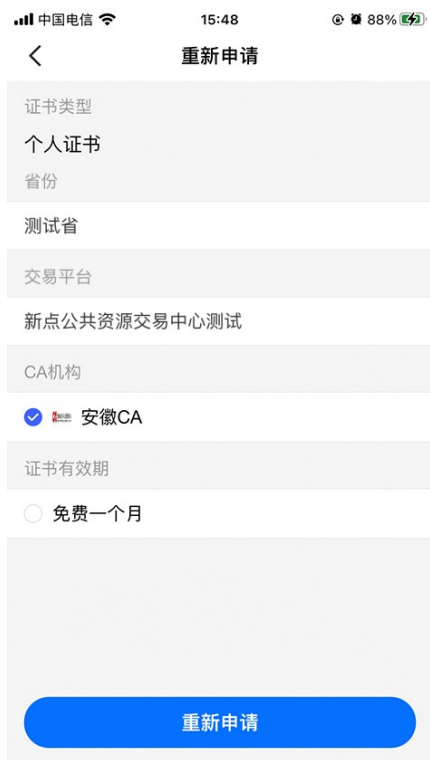 中国电信
15:48
88%
重新申请
证书类型
个人证书
省份
测试省
交易平台
新点公共资源交易中心测试
CA机构
安徽CA
证书有效期
免费一个月
重新申请